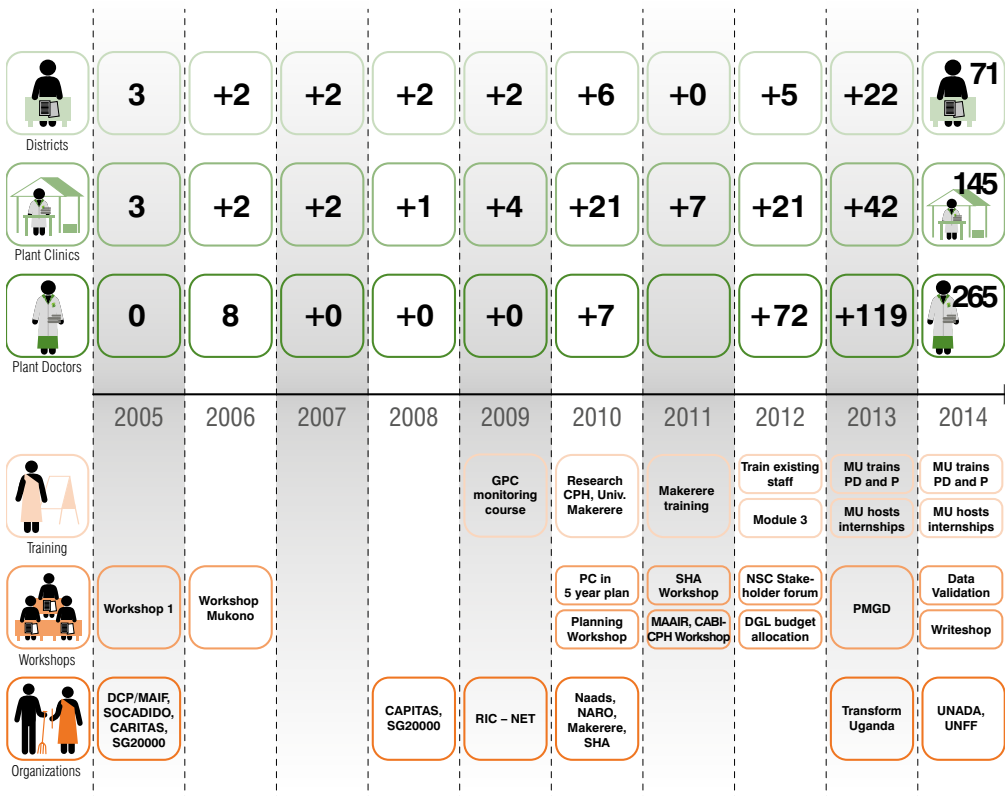 3
+2
+2
+2
+2
+6
+0
+5
+22
71
Districts
3
+2
+2
+1
+4
+21
+7
+21
+42
145
Plant Clinics
0
8
+0
+0
+0
+7
+72
+119
265
Plant Doctors
2005
2006
2007
2008
2009
2010
2011
2012
2013
2014
GPC
monitoring
course
Research
CPH, Univ.
Makerere
Makerere
training
Train existing
staff
Module 3
MU trains
PD and P
MU hosts
internships
MU trains
PD and P
MU hosts
internships
Training
Workshop 1
Workshop
Mukono
PC in
5 year plan
Planning
Workshop
SHA
Workshop
MAAIR, CABI-
CPH Workshop
NSC Stake-
holder forum
DGL budget
allocation
PMGD
Data
Validation
Writeshop
Workshops
DCP/MAIF,
SOCADIDO,
CARITAS,
SG20000
CAPITAS,
SG20000
RIC – NET
Naads,
NARO,
Makerere,
SHA
Transform
Uganda
UNADA,
UNFF
Organizations